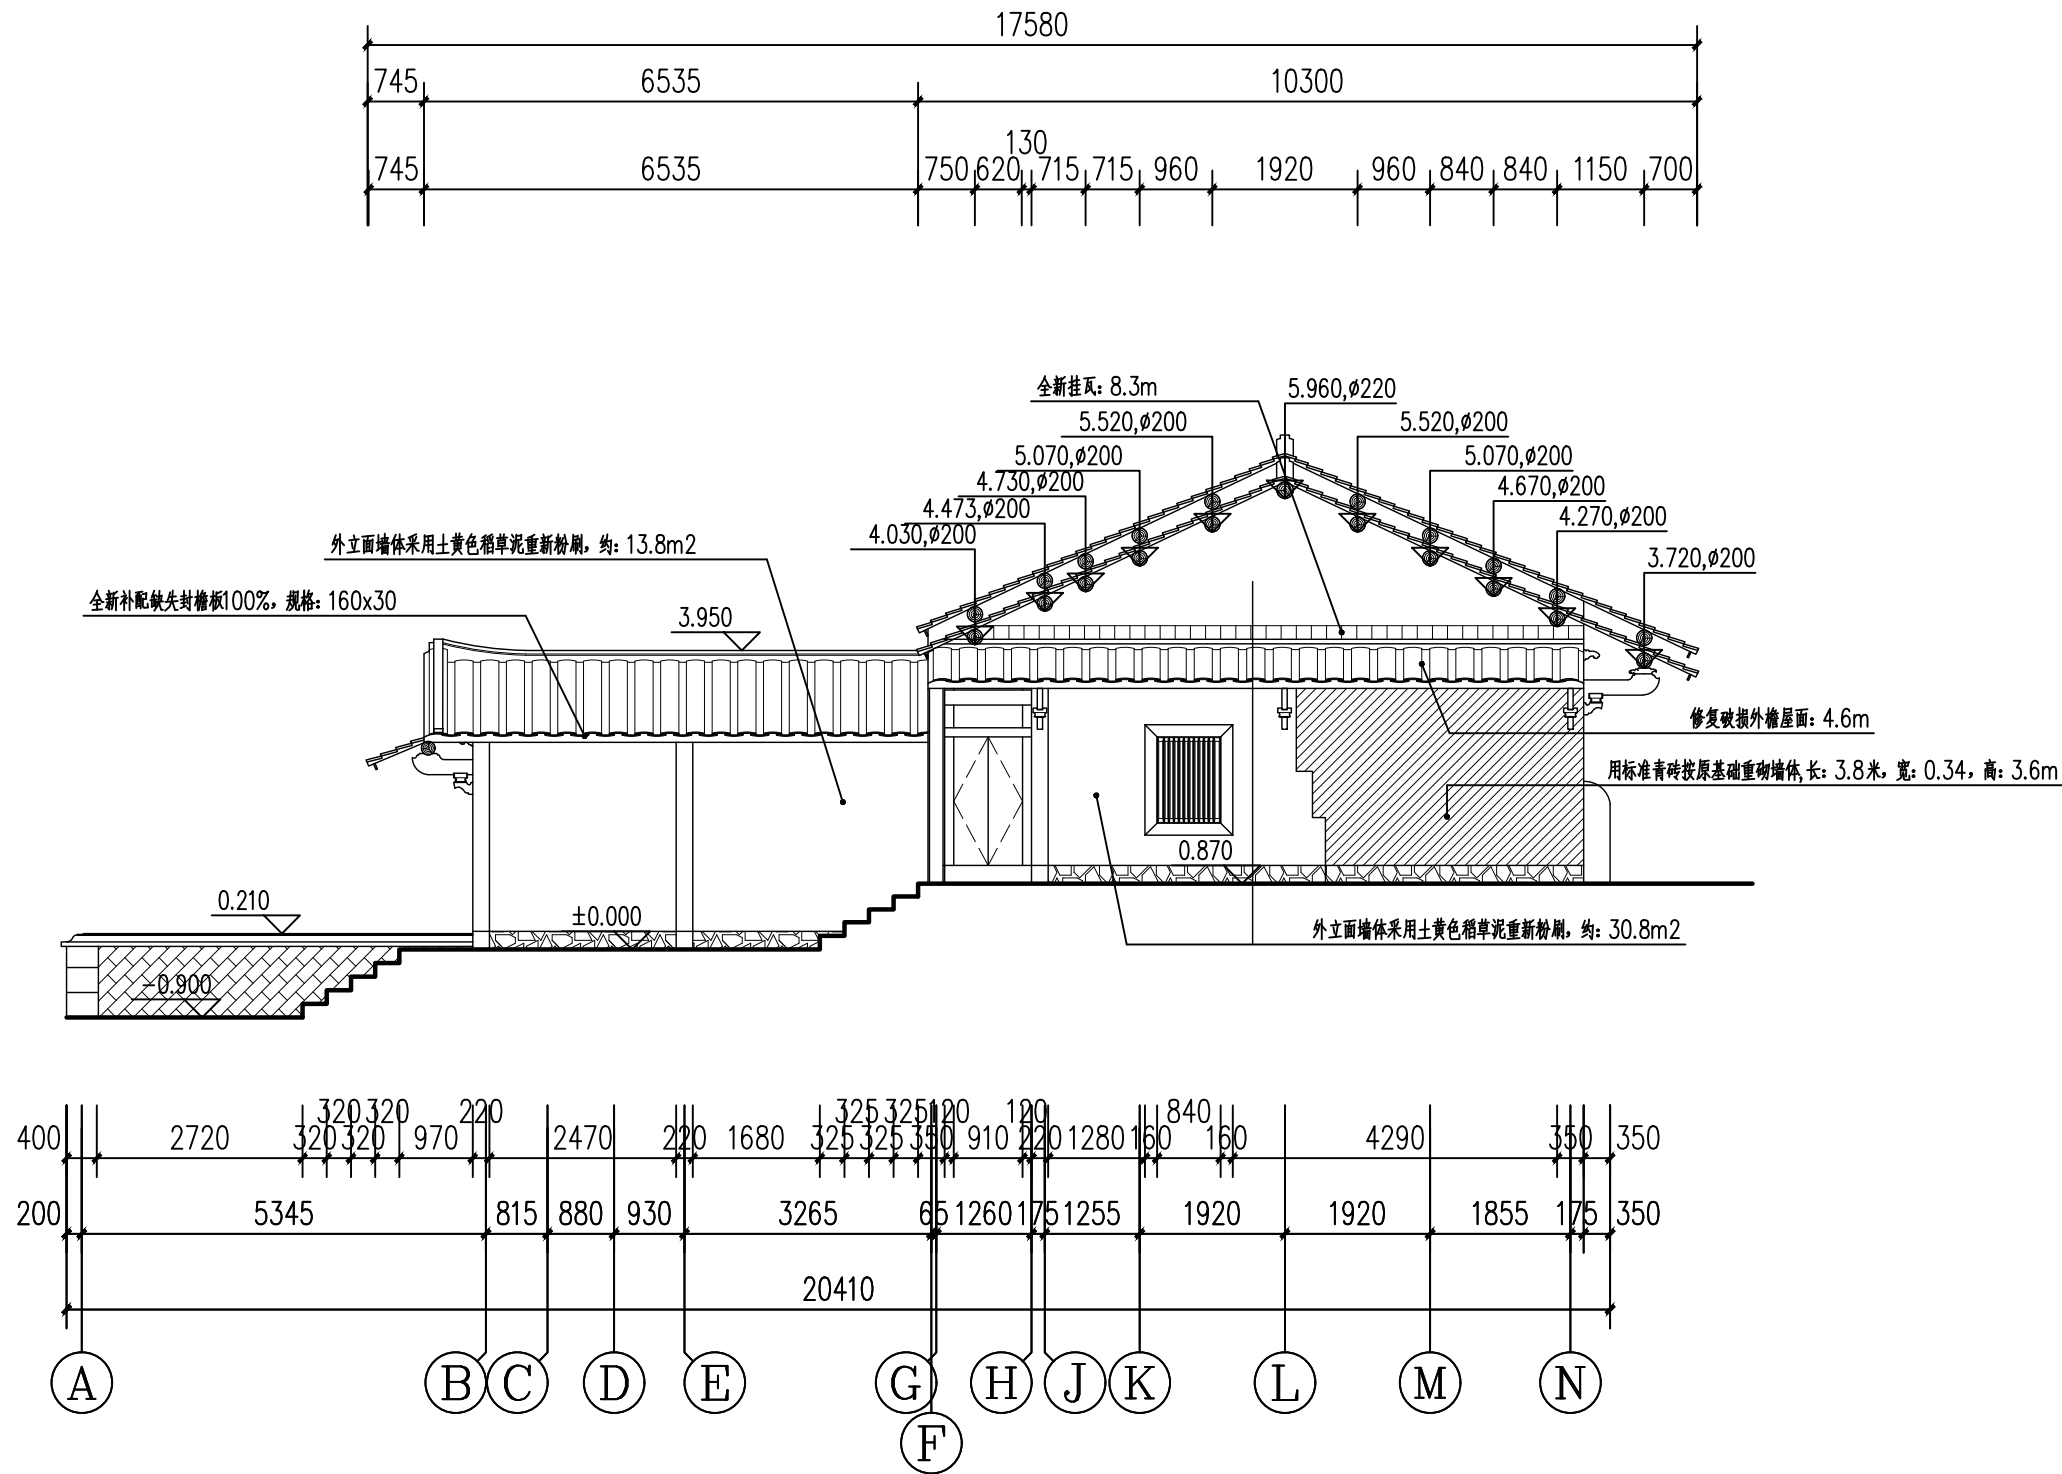 17580
745 6535 10300
130
745 6535 750 620 715 715 960 1920 960 840 840 1150 700
全新挂瓦: 8.3m
5.960,ø220
5.520,ø200
5.520,ø200
5.070,ø200
5.070,ø200
4.730,ø200
4.670,ø200
4.473,ø200
4.270,ø200
4.030,ø200
3.720,ø200
外立面墙体采用土黄色稻草泥重新粉刷，约: 13.8m2
全新补配缺失封檐板100%，规格: 160x30
3.950
修复破损外檐屋面: 4.6m
用标准青砖按原基础重砌墙体,长: 3.8米，宽: 0.34，高: 3.6m
0.870
0.210
±0.000
外立面墙体采用土黄色稻草泥重新粉刷，约: 30.8m2
-0.900
320 320 220 325 325 120 120 840
400 2720 320 320 970 2470 220 1680 325 325 350 910 220 1280 160 160 4290 350 350
200 5345 815 880 930 3265 65 1260 175 1255 1920 1920 1855 175 350
20410
A B C D E G H J K L M N
F